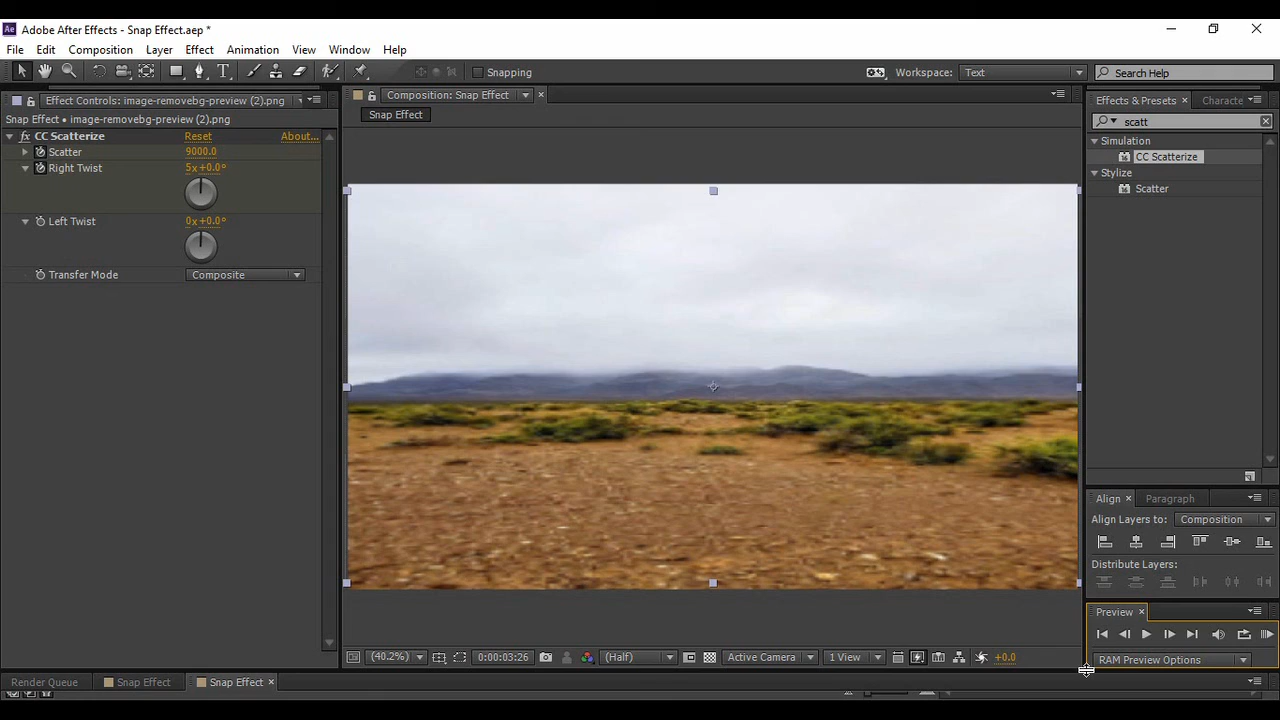 Adobe After Effects - Snap Effect.aep *
File Edit Composition Layer Effect Animation View Window Help
Snapping
Workspace: Text
Search Help
Effect Controls: image-removebg-preview (2).png
Snap Effect • image-removebg-preview (2).png
fx CC Scatterize Reset About...
Scatter 9000.0
Right Twist 5x+0.0°
Left Twist 0x+0.0°
Transfer Mode Composite
Composition: Snap Effect
Snap Effect
(40.2%) 0:00:03:26 (Half) Active Camera 1 View +0.0
Effects & Presets Characte
scatt
Simulation
CC Scatterize
Stylize
Scatter
Align Paragraph
Align Layers to: Composition
Distribute Layers:
Preview
RAM Preview Options
Render Queue Snap Effect Snap Effect